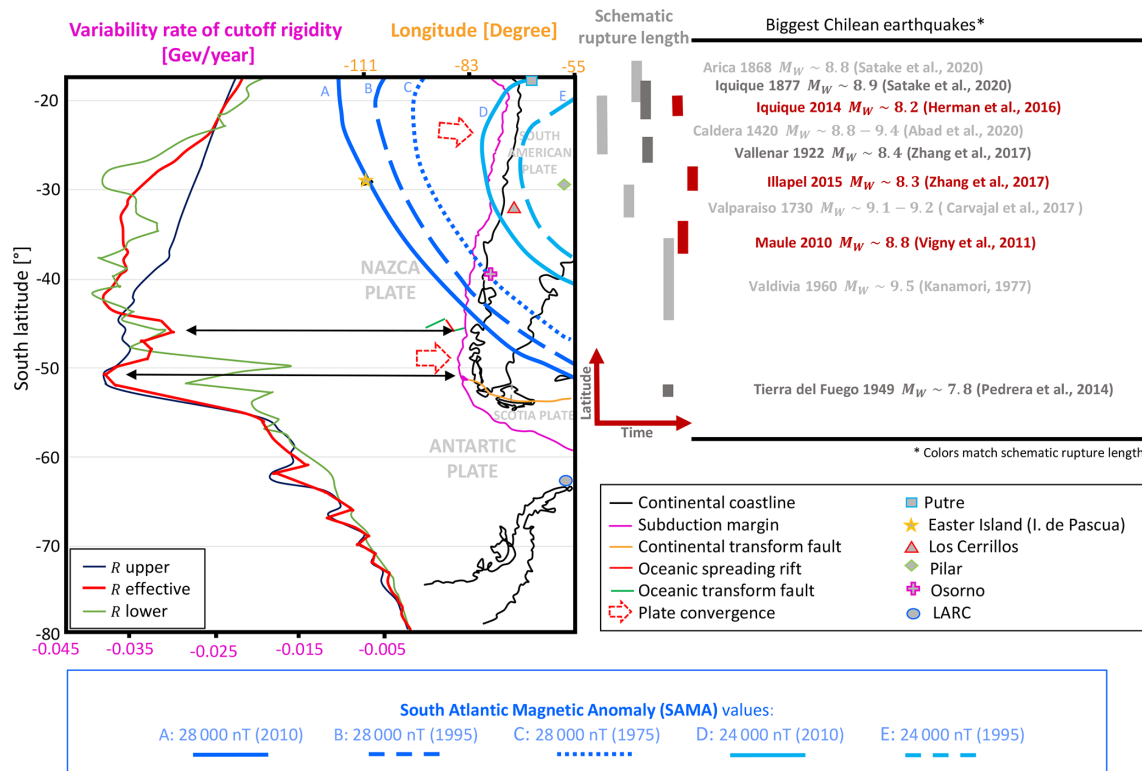 Variability rate of cutoff rigidity
[Gev/year]
Longitude [Degree]
-111
-83
-55
Schematic
rupture length
Biggest Chilean earthquakes*
South latitude [°]
-20
-30
-40
-50
-60
-70
-80
-0.045
-0.035
-0.025
-0.015
-0.005
A
B
C
D
E
SOUTH
AMERICAN
PLATE
NAZCA
PLATE
SCOTIA PLATE
ANTARTIC
PLATE
R upper
R effective
R lower
Arica 1868 M_W ~ 8.8 (Satake et al., 2020)
Iquique 1877 M_W ~ 8.9 (Satake et al., 2020)
Iquique 2014 M_W ~ 8.2 (Herman et al., 2016)
Caldera 1420 M_W ~ 8.8 − 9.4 (Abad et al., 2020)
Vallenar 1922 M_W ~ 8.4 (Zhang et al., 2017)
Illapel 2015 M_W ~ 8.3 (Zhang et al., 2017)
Valparaiso 1730 M_W ~ 9.1 − 9.2 ( Carvajal et al., 2017)
Maule 2010 M_W ~ 8.8 (Vigny et al., 2011)
Valdivia 1960 M_W ~ 9.5 (Kanamori, 1977)
Tierra del Fuego 1949 M_W ~ 7.8 (Pedrera et al., 2014)
Latitude
Time
* Colors match schematic rupture length
Continental coastline
Subduction margin
Continental transform fault
Oceanic spreading rift
Oceanic transform fault
Plate convergence
Putre
Easter Island (I. de Pascua)
Los Cerrillos
Pilar
Osorno
LARC
South Atlantic Magnetic Anomaly (SAMA) values:
A: 28 000 nT (2010)
B: 28 000 nT (1995)
C: 28 000 nT (1975)
D: 24 000 nT (2010)
E: 24 000 nT (1995)